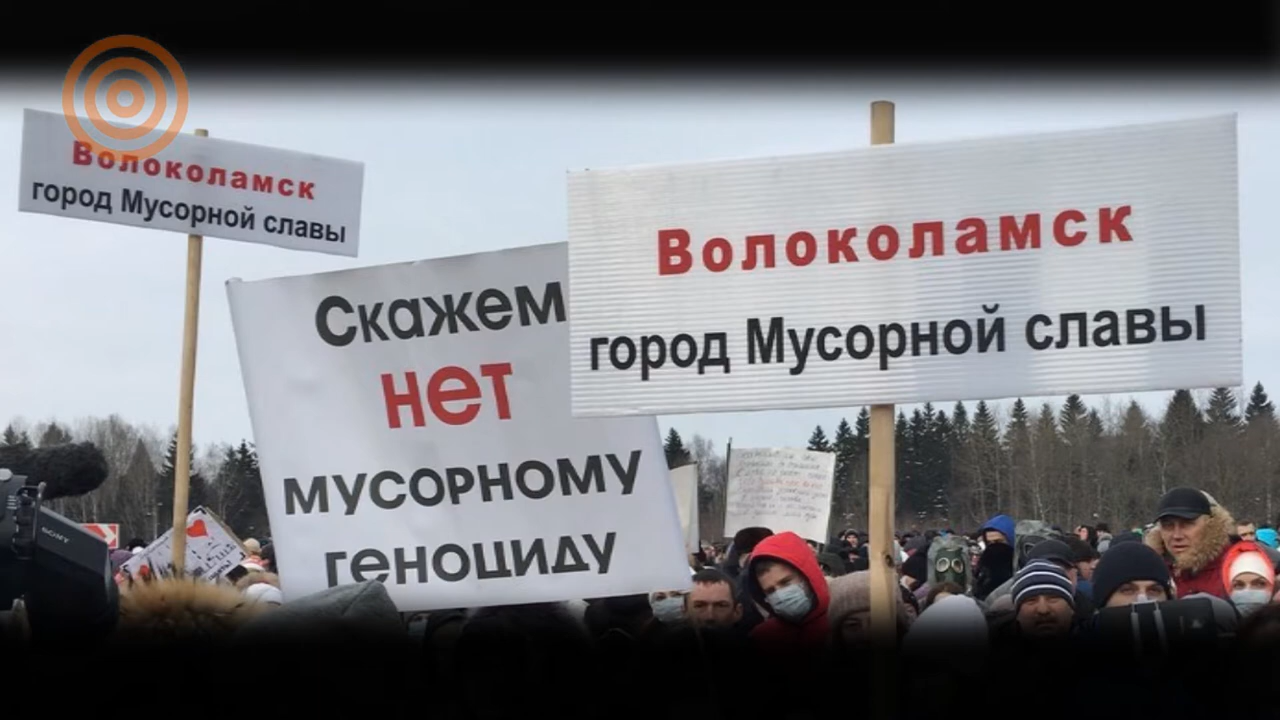 Волоколамск
город Мусорной славы
Скажем
нет
мусорному
геноциду
Волоколамск
город Мусорной славы
SONY